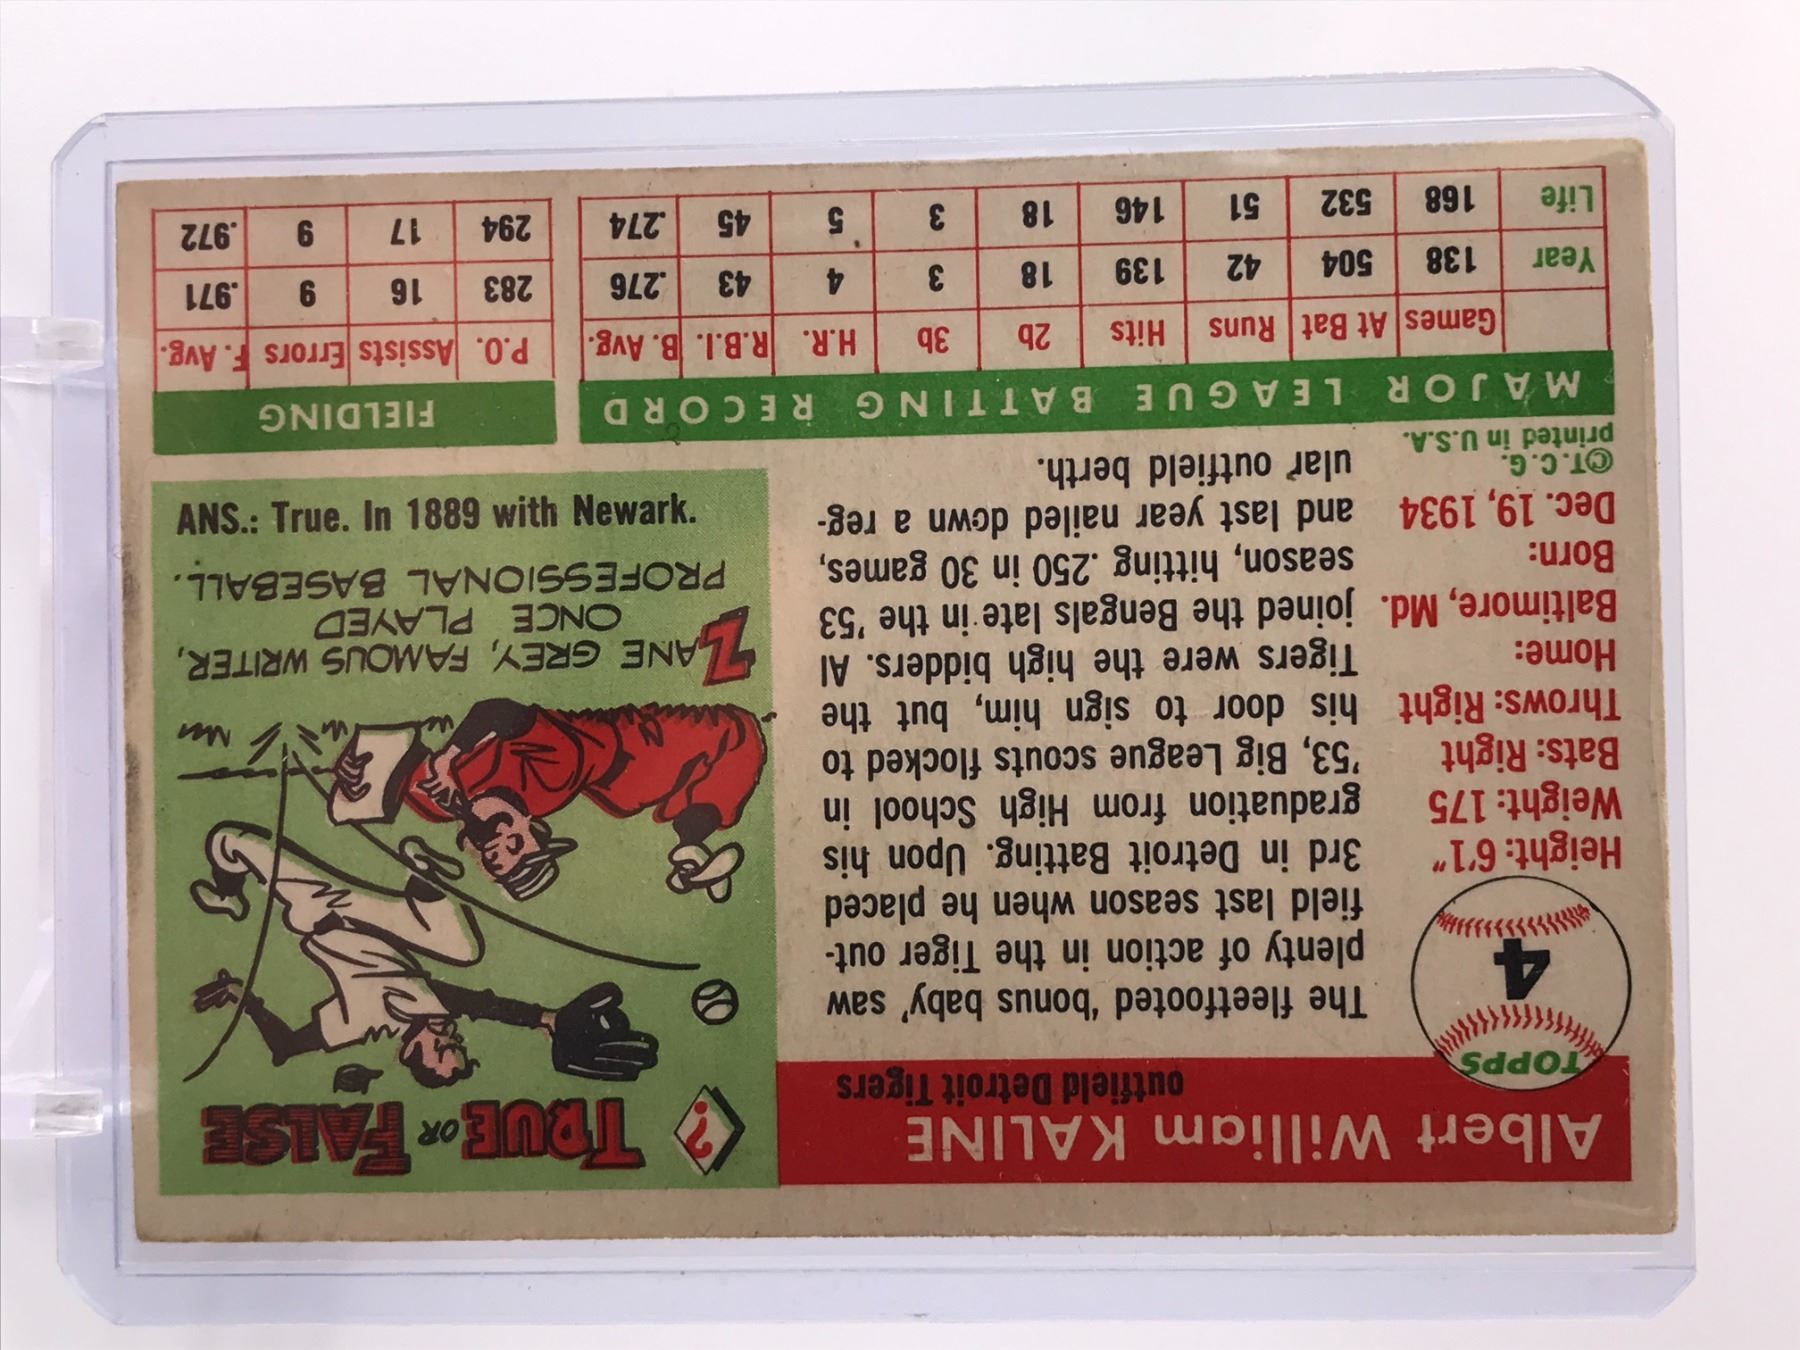 TOPPS
4
Albert William KALINE
outfield Detroit Tigers
Height: 6'1"
Weight: 175
Bats: Right
Throws: Right
Home:
Baltimore, Md.
Born:
Dec. 19, 1934
©T.C.G.
printed in U.S.A.
The fleetfooted 'bonus baby' saw
plenty of action in the Tiger out-
field last season when he placed
3rd in Detroit Batting. Upon his
graduation from High School in
'53, Big League scouts flocked to
his door to sign him, but the
Tigers were the high bidders. Al
joined the Bengals late in the '53
season, hitting .250 in 30 games,
and last year nailed down a reg-
ular outfield berth.
? TRUE OR FALSE
ZANE GREY, FAMOUS WRITER,
ONCE PLAYED
PROFESSIONAL BASEBALL.
ANS.: True. In 1889 with Newark.
MAJOR LEAGUE BATTING RECORD
Games At Bat Runs Hits 2b 3b H.R. R.B.I. B. Avg.
Year 138 504 42 139 18 3 4 43 .276
Life 168 532 51 146 18 3 5 45 .274
FIELDING
P.O. Assists Errors F. Avg.
283 16 9 .971
294 17 9 .972